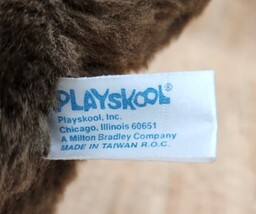 PLAYSKOOL®
Playskool, Inc.
Chicago, Illinois 60651
A Milton Bradley Company
MADE IN TAIWAN R.O.C.